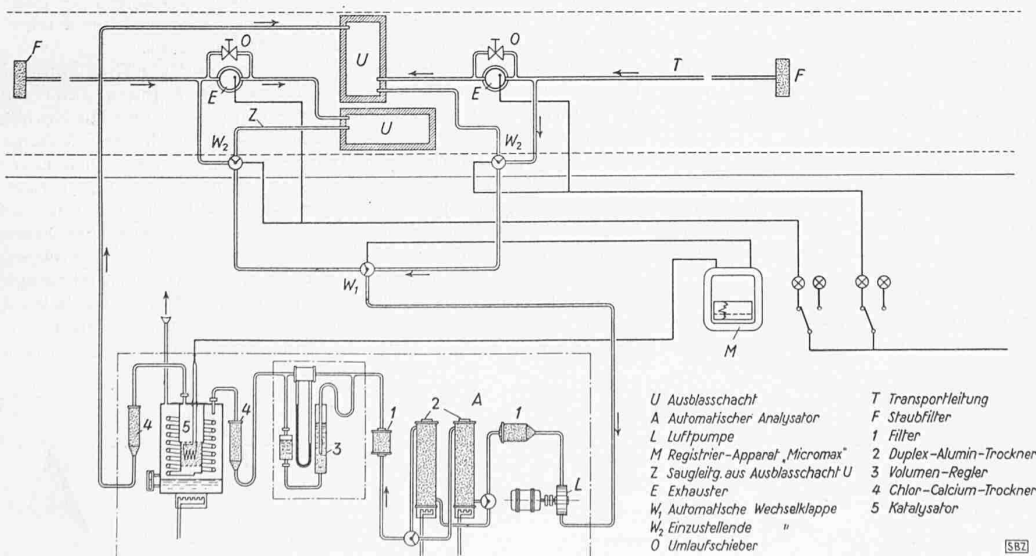 F
O
U
O
T
F
E
E
Z
U
W2
W2
W1
M
4
5
4
3
1
2
A
1
L
U Ausblasschacht
A Automatischer Analysator
L Luftpumpe
M Registrier-Apparat „Micromax"
Z Saugleitg. aus Ausblasschacht U
E Exhauster
W1 Automatische Wechselklappe
W2 Einzustellende "
O Umlaufschieber
T Transportleitung
F Staubfilter
1 Filter
2 Duplex-Alumin-Trockner
3 Volumen-Regler
4 Chlor-Calcium-Trockner
5 Katalysator
SBZ